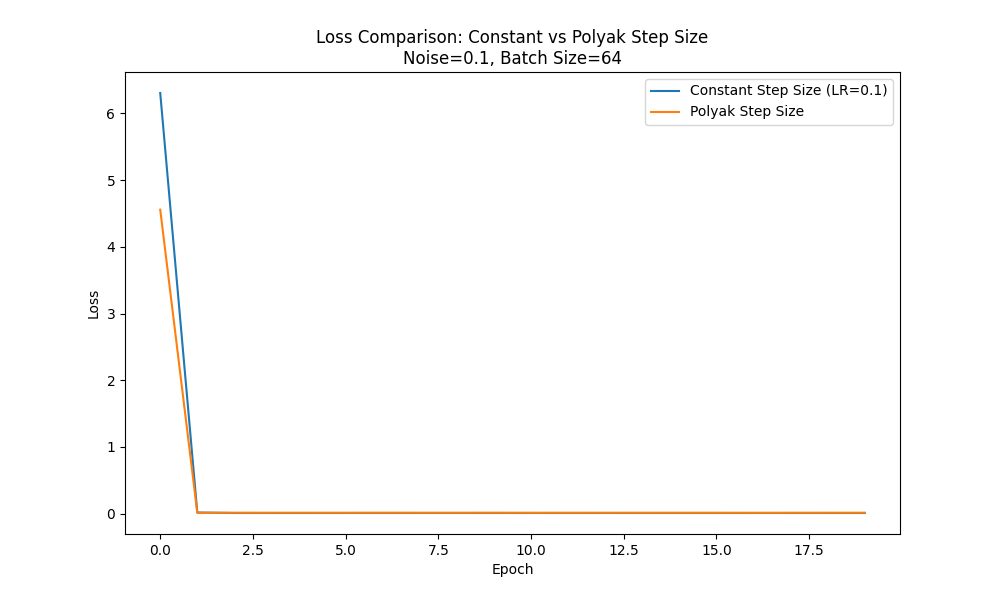 Loss Comparison: Constant vs Polyak Step Size
Noise=0.1, Batch Size=64
Constant Step Size (LR=0.1)
Polyak Step Size
6
5
4
3
2
1
0
Loss
0.0 2.5 5.0 7.5 10.0 12.5 15.0 17.5
Epoch